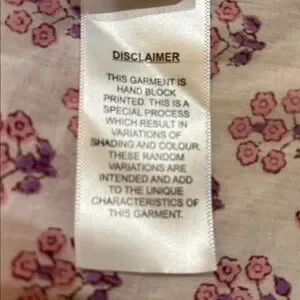 DISCLAIMER
THIS GARMENT IS
HAND BLOCK
PRINTED. THIS IS A
SPECIAL PROCESS
WHICH RESULT IN
VARIATIONS OF
SHADING AND COLOUR.
THESE RANDOM
VARIATIONS ARE
INTENDED AND ADD
TO THE UNIQUE
CHARACTERISTICS OF
THIS GARMENT.